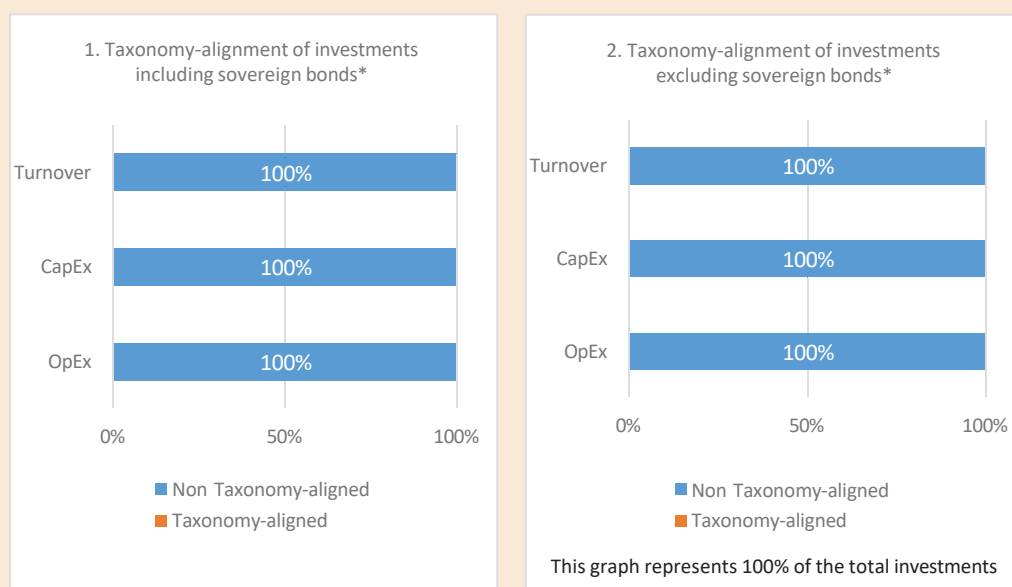 1. Taxonomy-alignment of investments
including sovereign bonds*
Turnover
100%
CapEx
100%
OpEx
100%
0%
50%
100%
Non Taxonomy-aligned
Taxonomy-aligned
2. Taxonomy-alignment of investments
excluding sovereign bonds*
Turnover
100%
CapEx
100%
OpEx
100%
0%
50%
100%
Non Taxonomy-aligned
Taxonomy-aligned
This graph represents 100% of the total investments